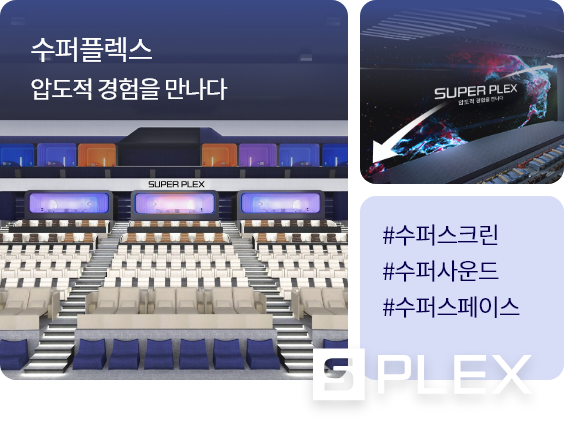 수퍼플렉스
압도적 경험을 만나다
SUPER PLEX
SUPER PLEX
압도적 경험을 만나다
#수퍼스크린
#수퍼사운드
#수퍼스페이스
S PLEX